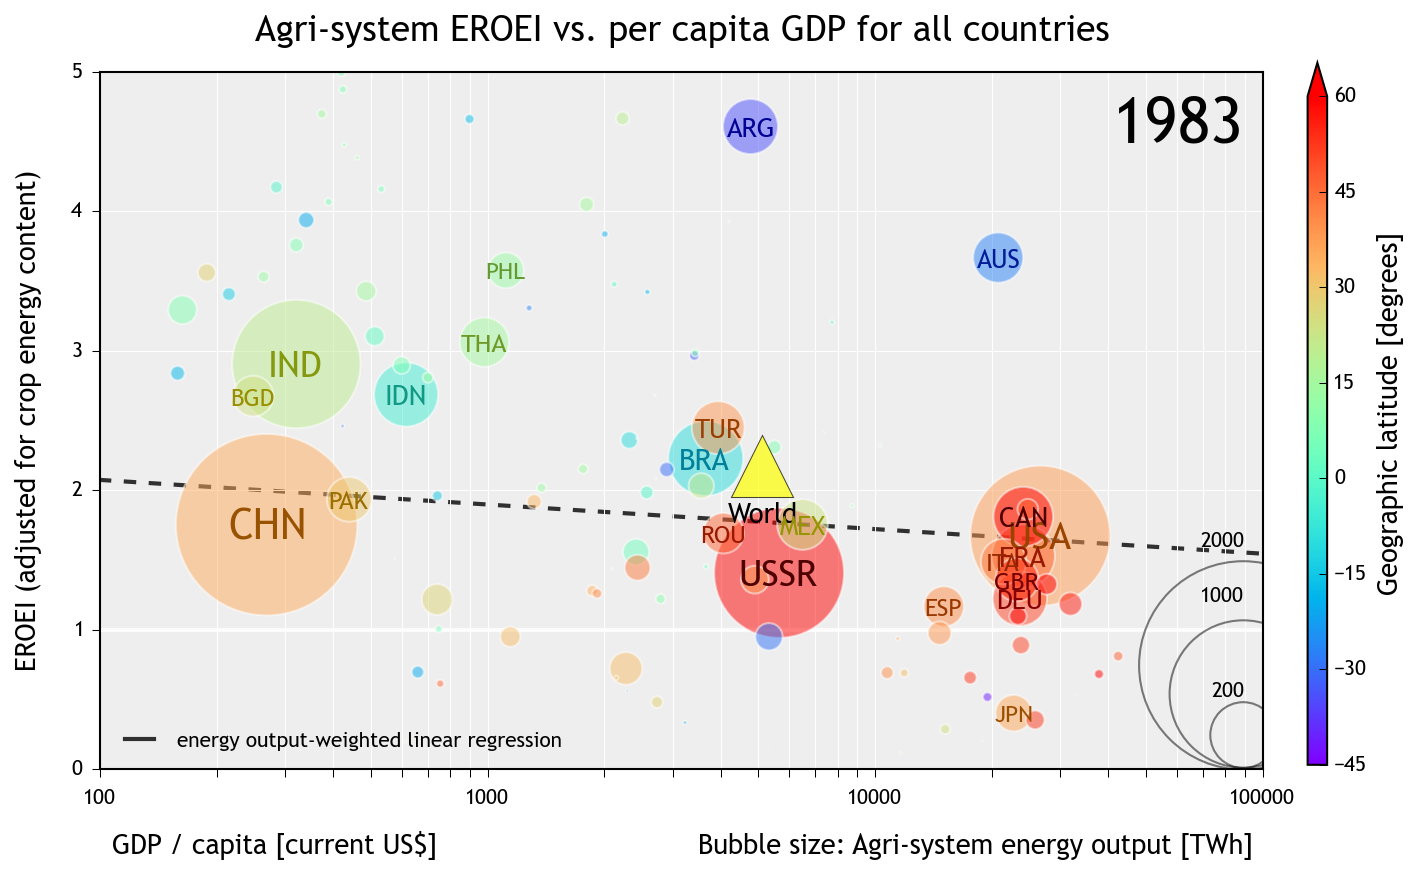 Agri-system EROEI vs. per capita GDP for all countries
1983
EROEI (adjusted for crop energy content)
5
4
3
2
1
0
ARG
AUS
PHL
THA
IND
BGD
IDN
TUR
BRA
World
MEX
PAK
CHN
ROU
USSR
CAN
USA
FRA
ITA
GBR
DEU
ESP
JPN
2000
1000
200
energy output-weighted linear regression
100
1000
10000
100000
GDP / capita [current US$]
Bubble size: Agri-system energy output [TWh]
60
45
30
15
0
−15
−30
−45
Geographic latitude [degrees]